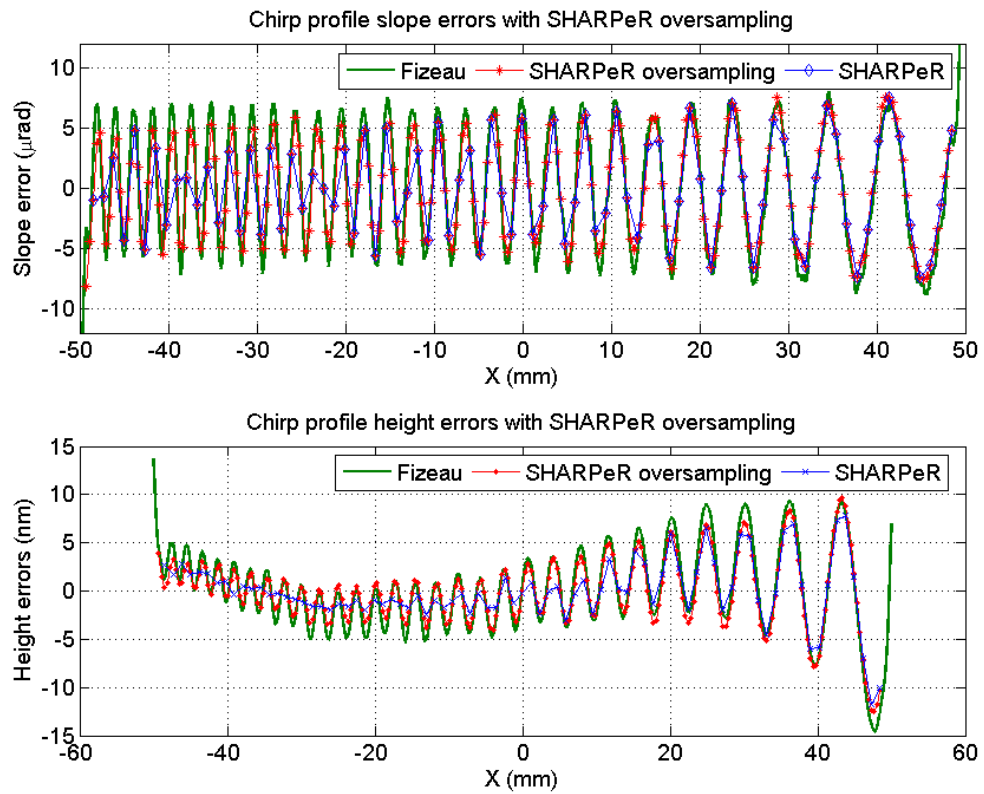 Chirp profile slope errors with SHARPeR oversampling
Slope error (μrad)
10
5
0
-5
-10
Fizeau
SHARPeR oversampling
SHARPeR
-50 -40 -30 -20 -10 0 10 20 30 40 50
X (mm)
Chirp profile height errors with SHARPeR oversampling
Height errors (nm)
15
10
5
0
-5
-10
-15
Fizeau
SHARPeR oversampling
SHARPeR
-60 -40 -20 0 20 40 60
X (mm)